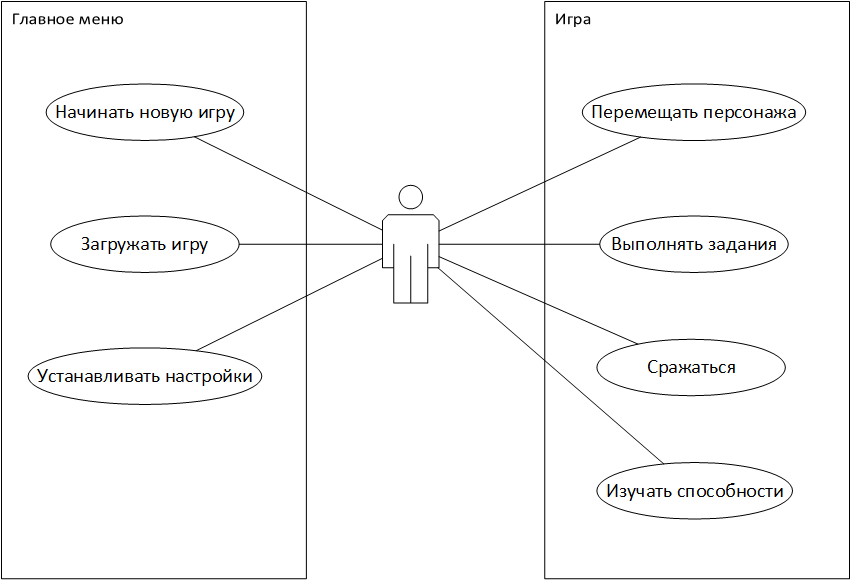 Главное меню
Начинать новую игру
Загружать игру
Устанавливать настройки
Игра
Перемещать персонажа
Выполнять задания
Сражаться
Изучать способности